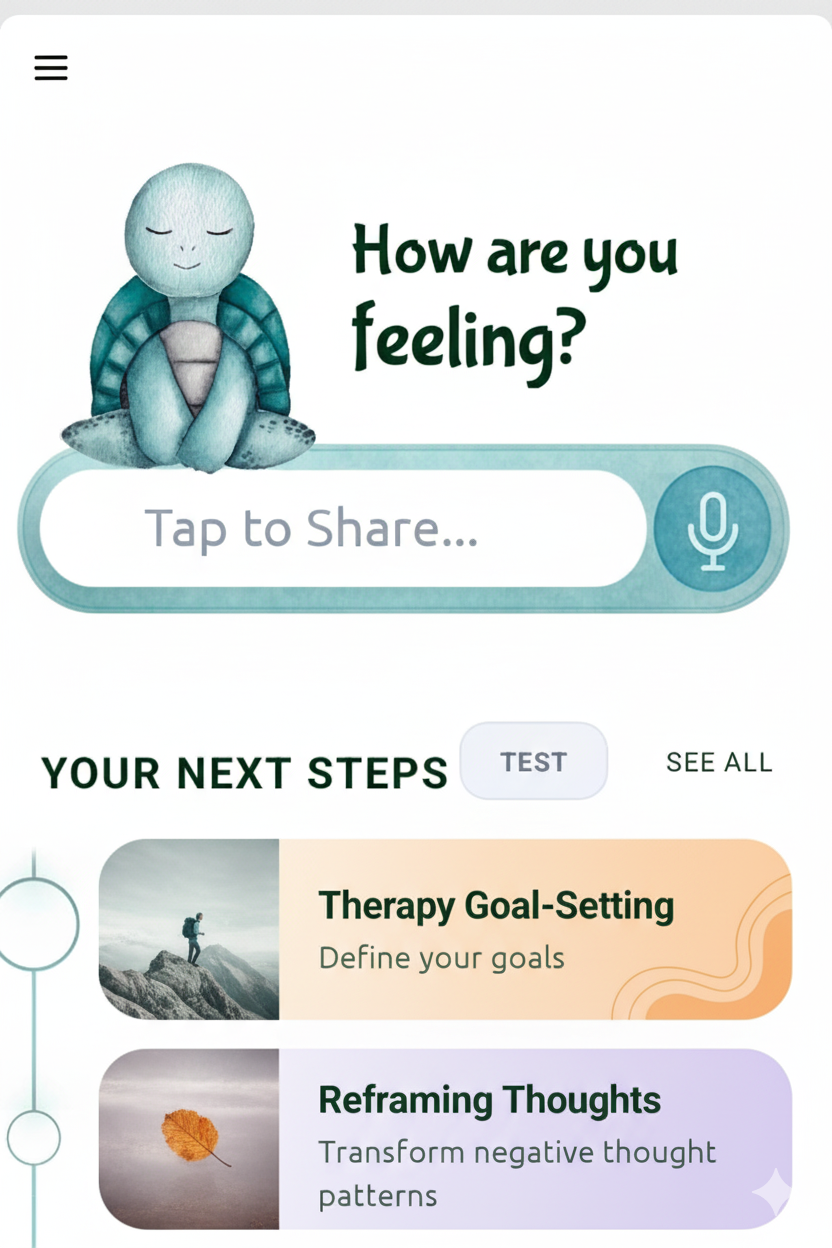 How are you
feeling?
Tap to Share...
YOUR NEXT STEPS
TEST
SEE ALL
Therapy Goal-Setting
Define your goals
Reframing Thoughts
Transform negative thought
patterns